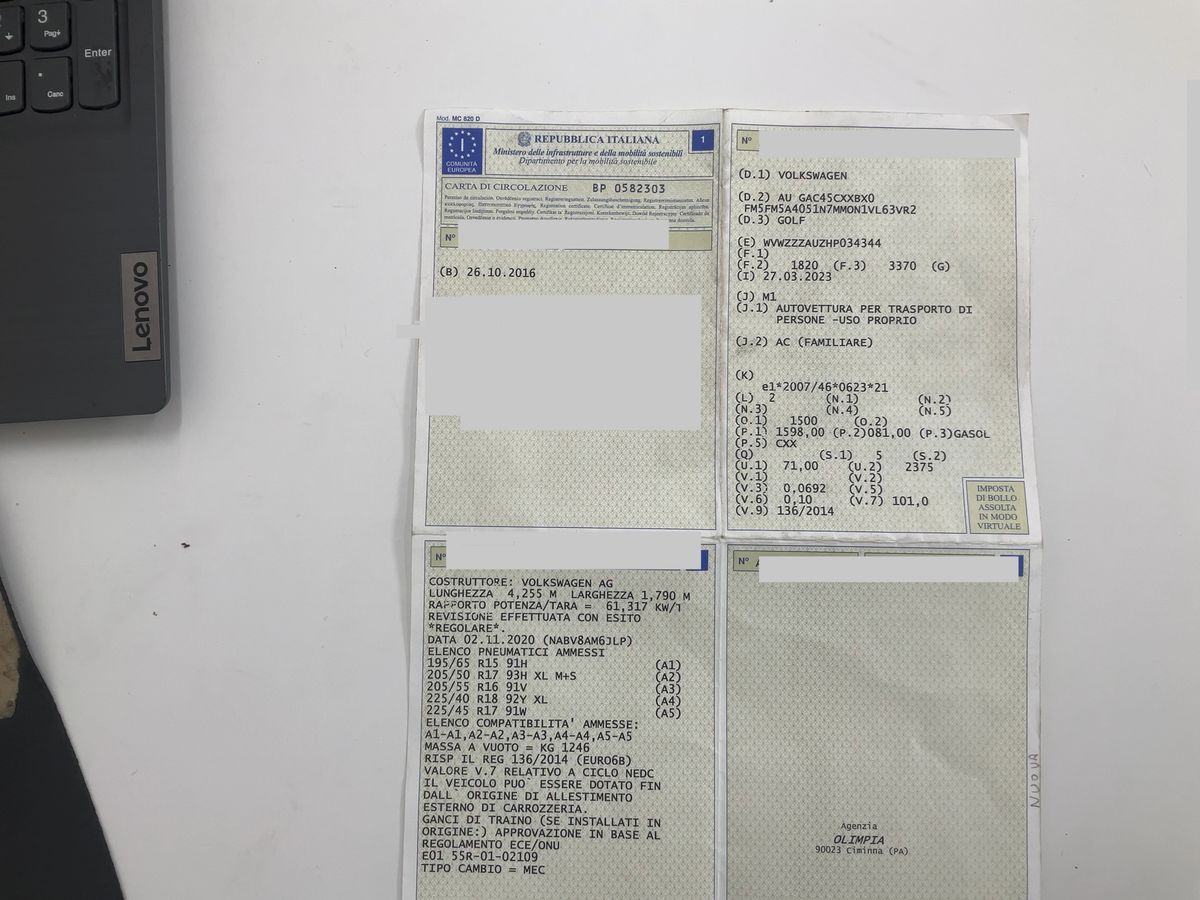 3
Pag
Enter
Ins
Canc
Lenovo
Mod. MC 820 D
I
COMUNITÀ
EUROPEA
REPUBBLICA ITALIANA
1
Ministero delle infrastrutture e della mobilità sostenibili
Dipartimento per la mobilità sostenibile
CARTA DI CIRCOLAZIONE BP 0582303
N°
(B) 26.10.2016
N°
(D.1) VOLKSWAGEN
(D.2) AU GAC45CXXBX0
FM5FM5A4051N7MMON1VL63VR2
(D.3) GOLF
(E) WVWZZZAUZHP034344
(F.1)
(F.2) 1820 (F.3) 3370 (G)
(I) 27.03.2023
(J) M1
(J.1) AUTOVETTURA PER TRASPORTO DI
PERSONE -USO PROPRIO
(J.2) AC (FAMILIARE)
(K)
e1*2007/46*0623*21
(L) 2 (N.1) (N.2)
(N.3) (N.4) (N.5)
(O.1) 1500 (O.2)
(P.1) 1598,00 (P.2)081,00 (P.3)GASOL
(P.5) CXX
(Q) (S.1) 5 (S.2)
(U.1) 71,00 (U.2) 2375
(V.1) (V.2)
(V.3) 0,0692 (V.5)
(V.6) 0,10 (V.7) 101,0
(V.9) 136/2014
IMPOSTA
DI BOLLO
ASSOLTA
IN MODO
VIRTUALE
N°
COSTRUTTORE: VOLKSWAGEN AG
LUNGHEZZA 4,255 M LARGHEZZA 1,790 M
RAPPORTO POTENZA/TARA = 61,317 KW/T
REVISIONE EFFETTUATA CON ESITO
*REGOLARE*.
DATA 02.11.2020 (NABV8AM6JLP)
ELENCO PNEUMATICI AMMESSI
195/65 R15 91H (A1)
205/50 R17 93H XL M+S (A2)
205/55 R16 91V (A3)
225/40 R18 92Y XL (A4)
225/45 R17 91W (A5)
ELENCO COMPATIBILITA' AMMESSE:
A1-A1,A2-A2,A3-A3,A4-A4,A5-A5
MASSA A VUOTO = KG 1246
RISP IL REG 136/2014 (EURO6B)
VALORE V.7 RELATIVO A CICLO NEDC
IL VEICOLO PUO` ESSERE DOTATO FIN
DALL` ORIGINE DI ALLESTIMENTO
ESTERNO DI CARROZZERIA.
GANCI DI TRAINO (SE INSTALLATI IN
ORIGINE:) APPROVAZIONE IN BASE AL
REGOLAMENTO ECE/ONU
E01 55R-01-02109
TIPO CAMBIO = MEC
N°
Agenzia
OLIMPIA
90023 Ciminna (PA)
NUOVA